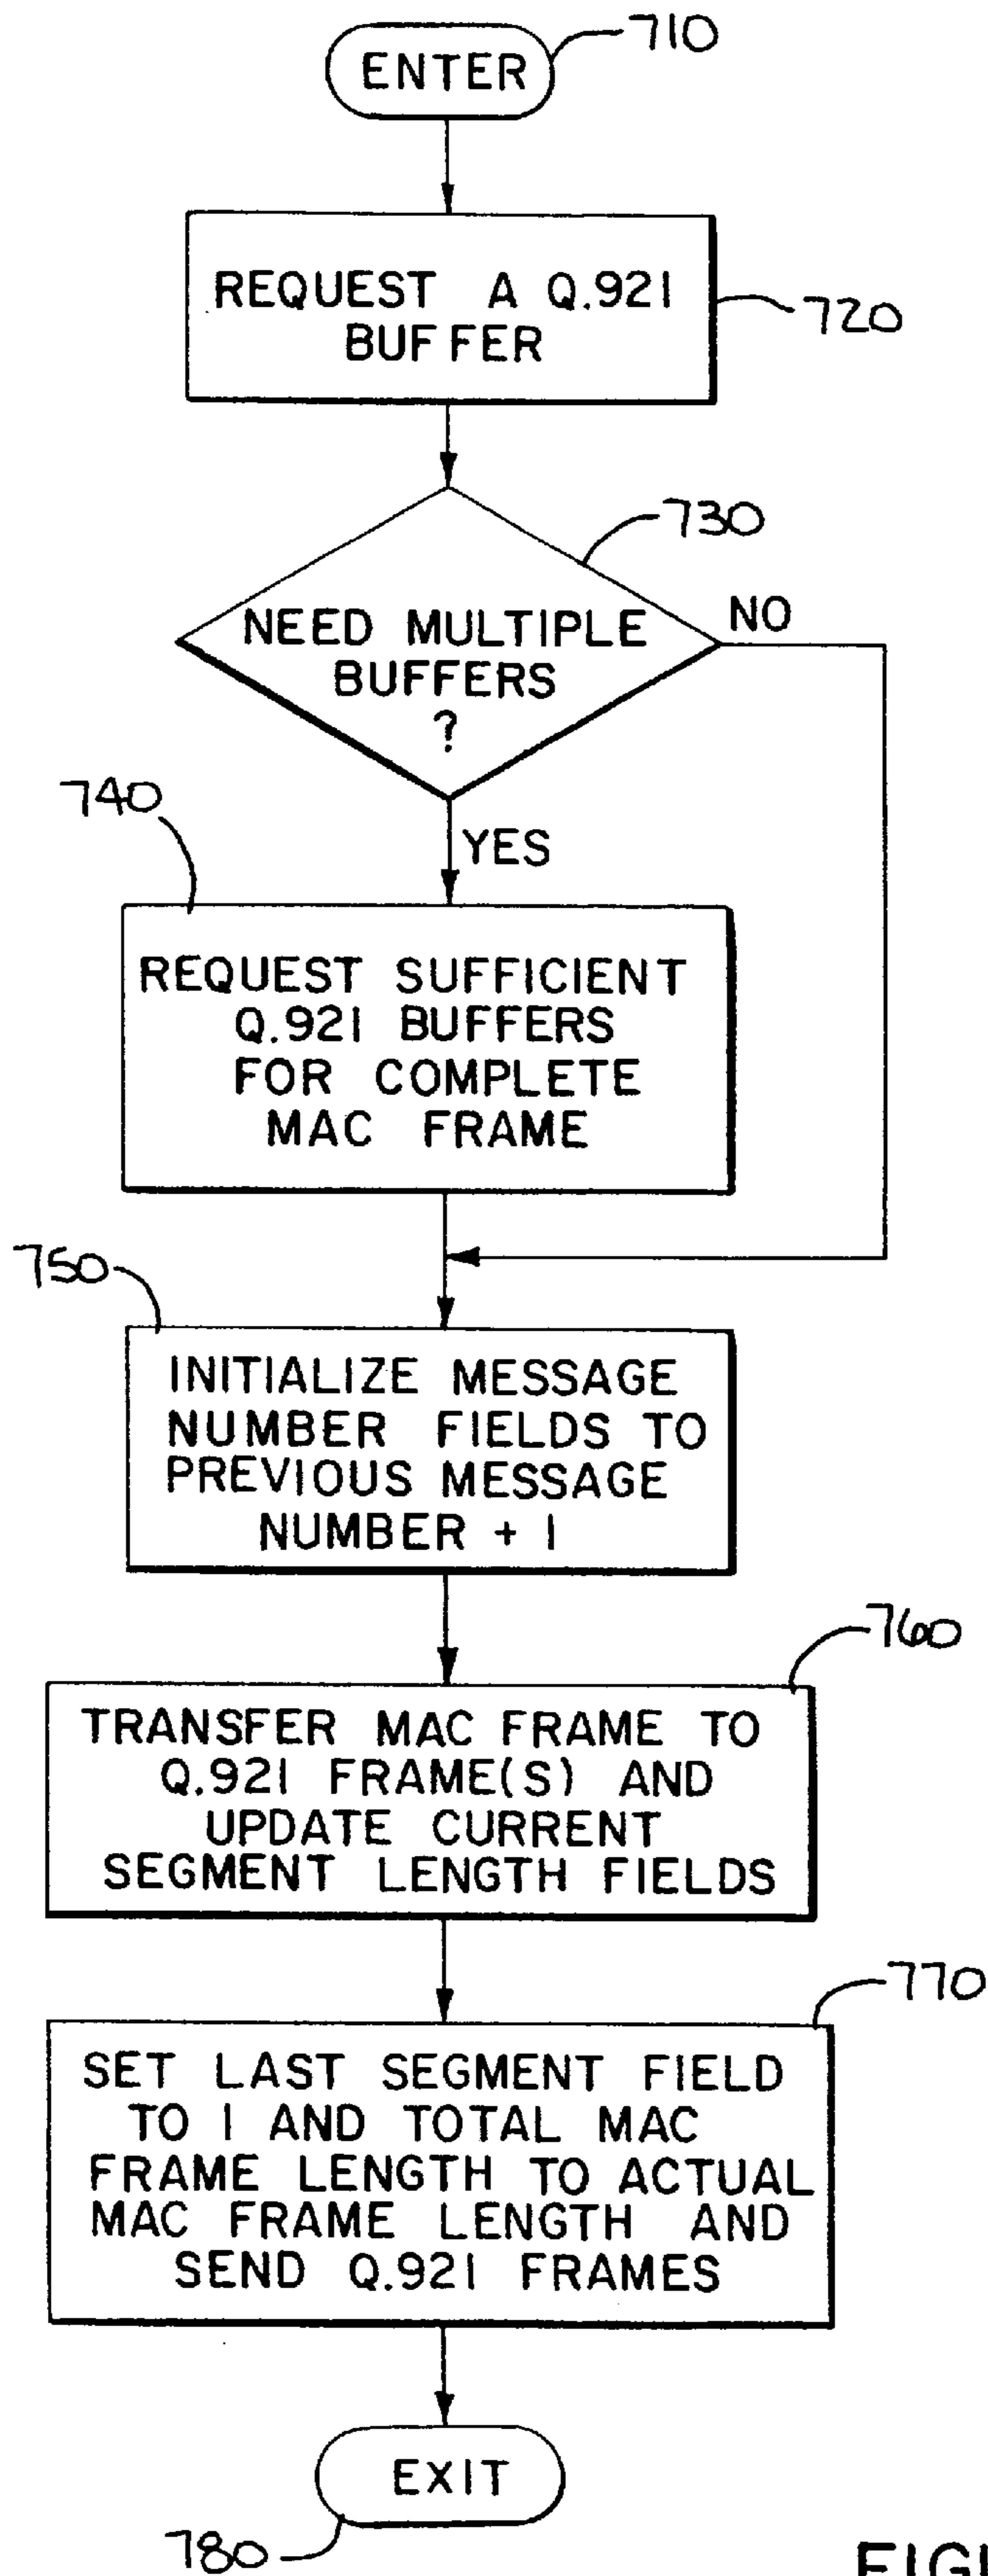 ENTER
710
REQUEST A Q.921
BUFFER
720
730
NEED MULTIPLE
BUFFERS
?
NO
740
YES
REQUEST SUFFICIENT
Q.921 BUFFERS
FOR COMPLETE
MAC FRAME
750
INITIALIZE MESSAGE
NUMBER FIELDS TO
PREVIOUS MESSAGE
NUMBER + 1
760
TRANSFER MAC FRAME TO
Q.921 FRAME(S) AND
UPDATE CURRENT
SEGMENT LENGTH FIELDS
770
SET LAST SEGMENT FIELD
TO 1 AND TOTAL MAC
FRAME LENGTH TO ACTUAL
MAC FRAME LENGTH AND
SEND Q.921 FRAMES
EXIT
780